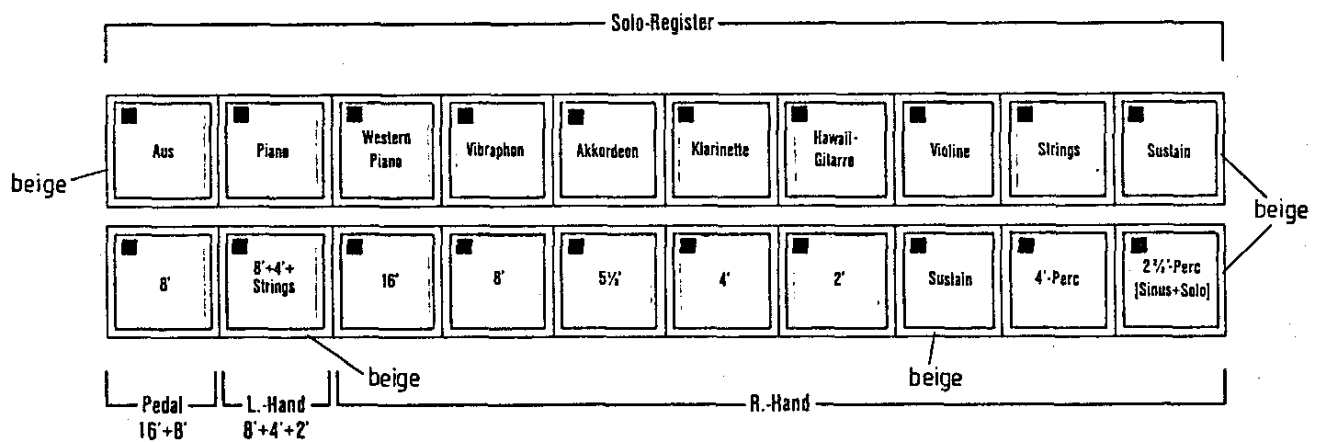 Solo-Register
Aus
Piano
Western
Piano
Vibraphon
Akkordeon
Klarinette
Hawaii-
Gitarre
Violine
Strings
Sustain
beige
beige
8'
8'+4'+
Strings
16'
8'
5⅓'
4'
2'
Sustain
4'-Perc
2⅔'-Perc
[Sinus+Solo]
beige
beige
Pedal
16'+8'
L.-Hand
8'+4'+2'
R.-Hand